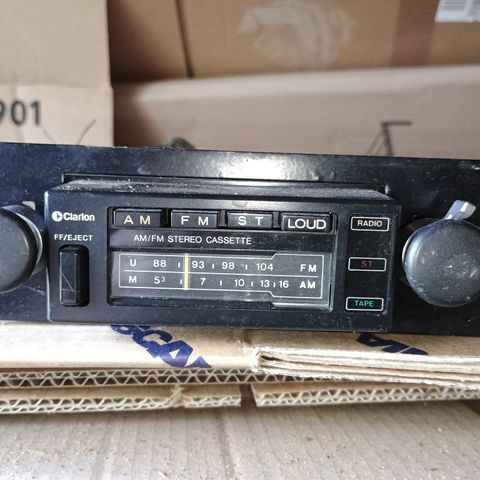 901
Clarion
FF/EJECT
AM FM ST LOUD
AM/FM STEREO CASSETTE
U 88 93 98 104 FM
M 5³ 7 10 13 16 AM
RADIO
ST
TAPE